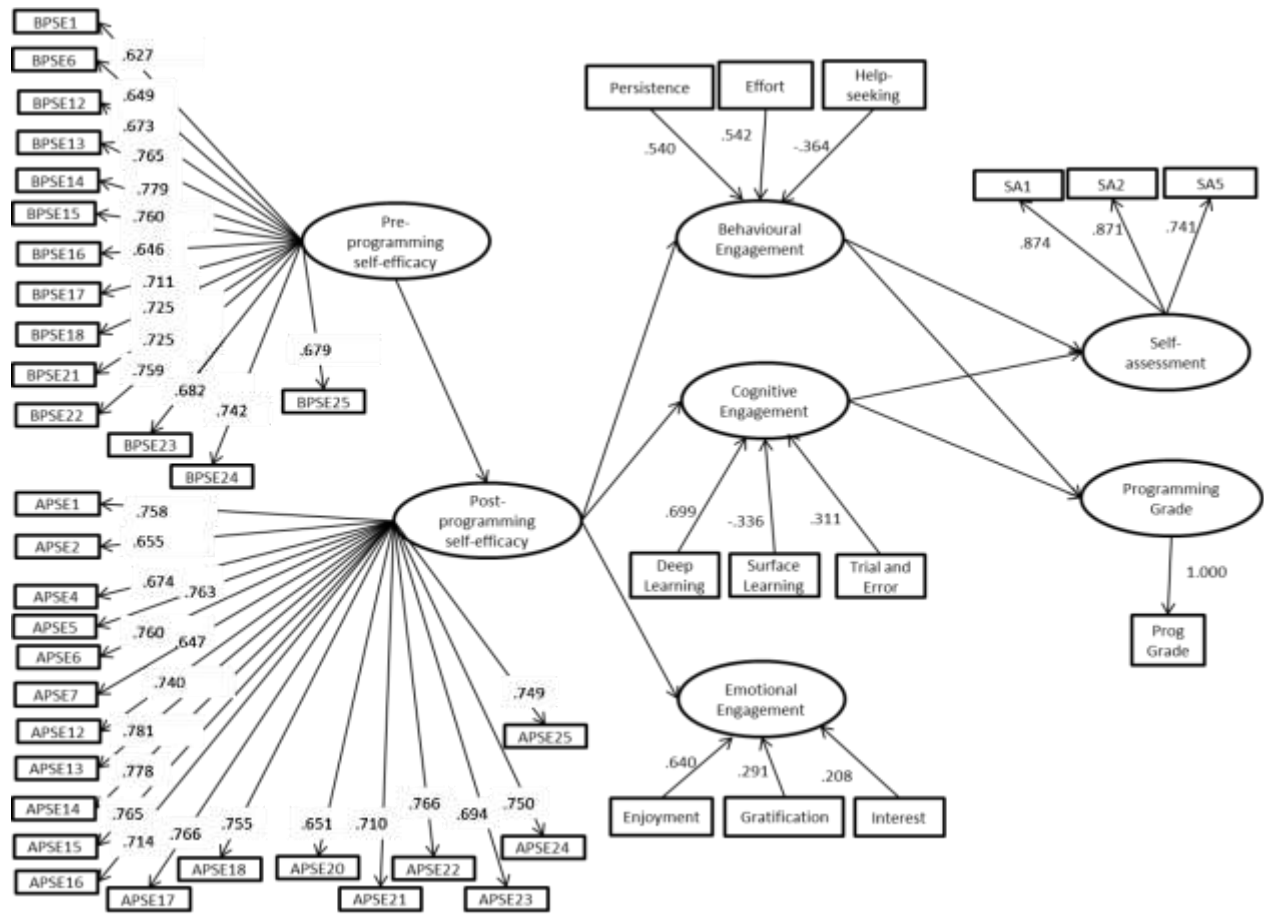 BPSE1
BPSE6
BPSE12
BPSE13
BPSE14
BPSE15
BPSE16
BPSE17
BPSE18
BPSE21
BPSE22
BPSE23
BPSE24
BPSE25
.627
.649
.673
.765
.779
.760
.646
.711
.725
.725
.759
.682
.742
.679
Pre-
programming
self-efficacy
APSE1
APSE2
APSE4
APSE5
APSE6
APSE7
APSE12
APSE13
APSE14
APSE15
APSE16
APSE17
APSE18
APSE20
APSE21
APSE22
APSE23
APSE24
APSE25
.758
.655
.674
.763
.760
.647
.740
.781
.778
.765
.714
.766
.755
.651
.710
.766
.694
.750
.749
Post-
programming
self-efficacy
Persistence
Effort
Help-
seeking
.540
.542
-.364
Behavioural
Engagement
Cognitive
Engagement
.699
-.336
.311
Deep
Learning
Surface
Learning
Trial and
Error
Emotional
Engagement
.640
.291
.208
Enjoyment
Gratification
Interest
SA1
SA2
SA5
.874
.871
.741
Self-
assessment
Programming
Grade
1.000
Prog
Grade